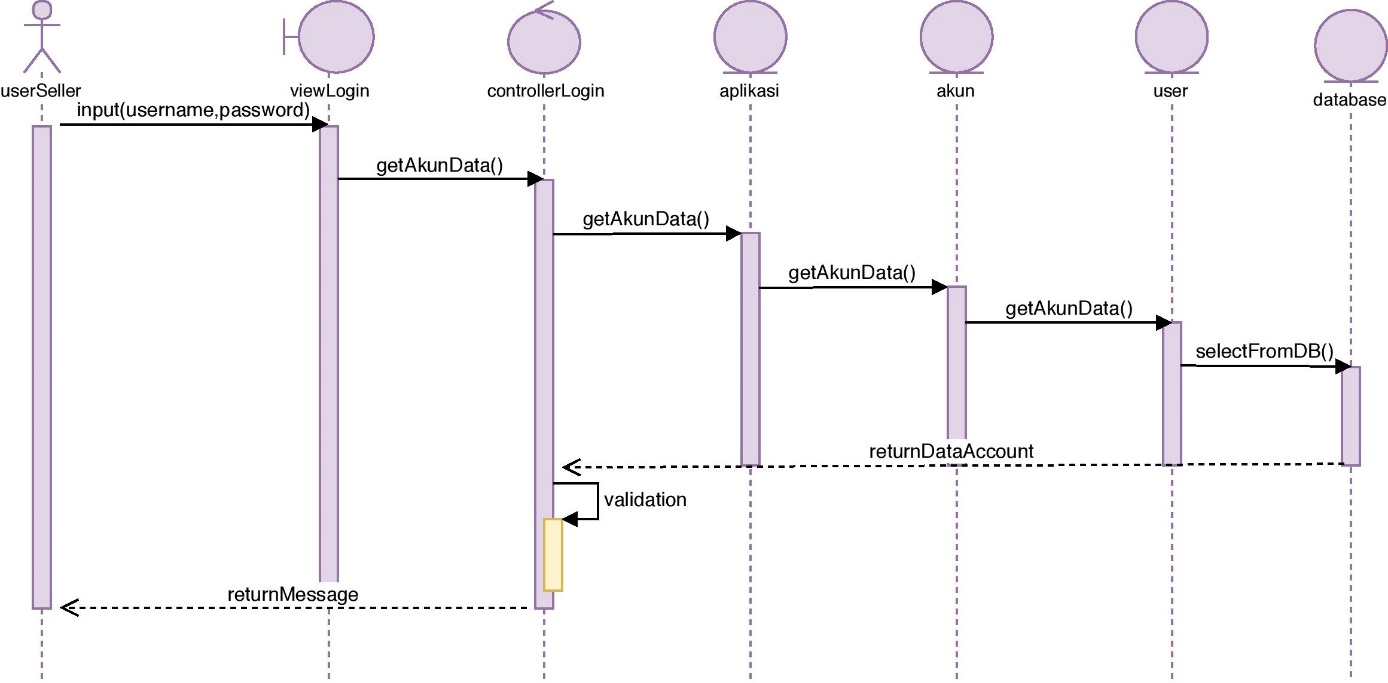 userSeller
viewLogin
controllerLogin
aplikasi
akun
user
database
input(username,password)
getAkunData()
getAkunData()
getAkunData()
getAkunData()
selectFromDB()
returnDataAccount
validation
returnMessage